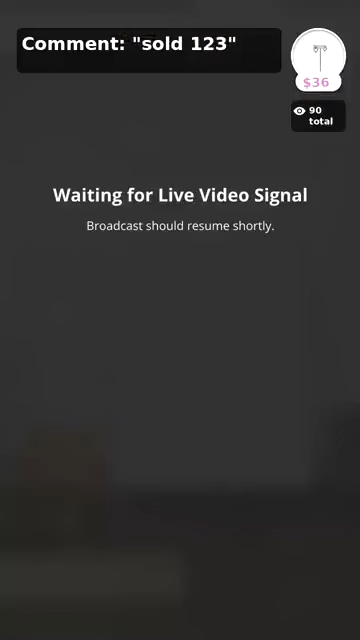 Comment: "sold 123"
$36
90
total
Waiting for Live Video Signal
Broadcast should resume shortly.